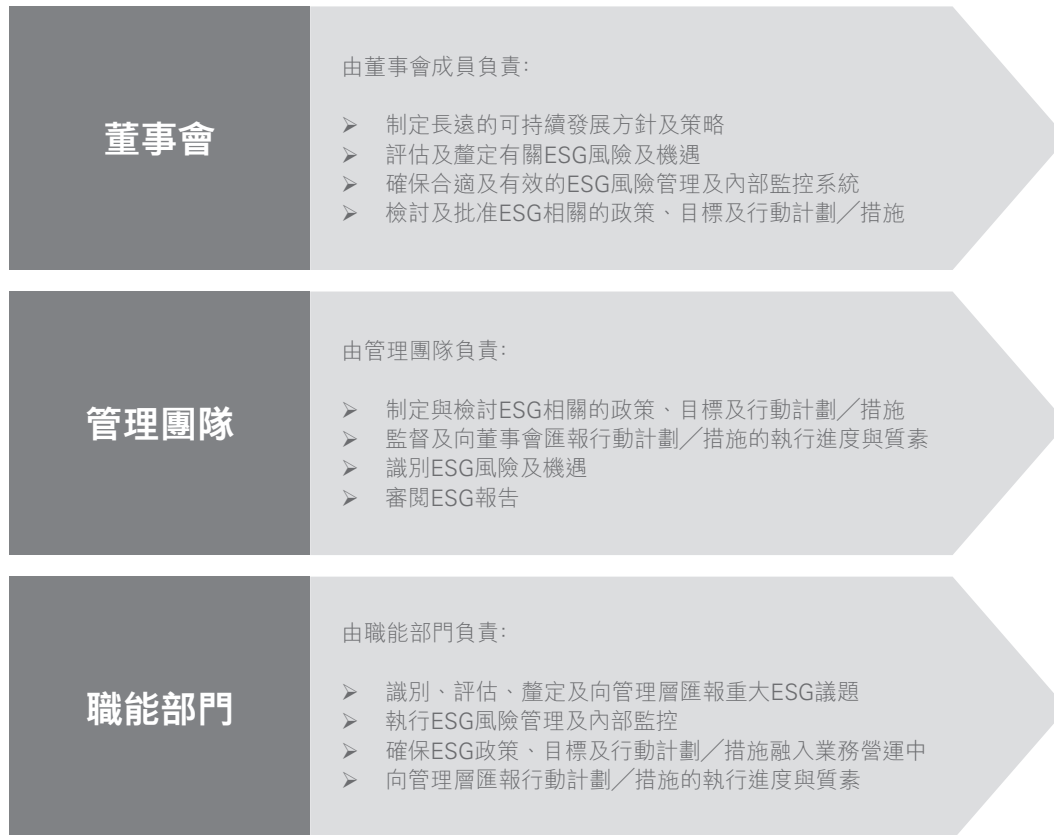 董事會
由董事會成員負責：
➢ 制定長遠的可持續發展方針及策略
➢ 評估及釐定有關ESG風險及機遇
➢ 確保合適及有效的ESG風險管理及內部監控系統
➢ 檢討及批准ESG相關的政策、目標及行動計劃╱措施
管理團隊
由管理團隊負責：
➢ 制定與檢討ESG相關的政策、目標及行動計劃╱措施
➢ 監督及向董事會匯報行動計劃╱措施的執行進度與質素
➢ 識別ESG風險及機遇
➢ 審閱ESG報告
職能部門
由職能部門負責：
➢ 識別、評估、釐定及向管理層匯報重大ESG議題
➢ 執行ESG風險管理及內部監控
➢ 確保ESG政策、目標及行動計劃╱措施融入業務營運中
➢ 向管理層匯報行動計劃╱措施的執行進度與質素